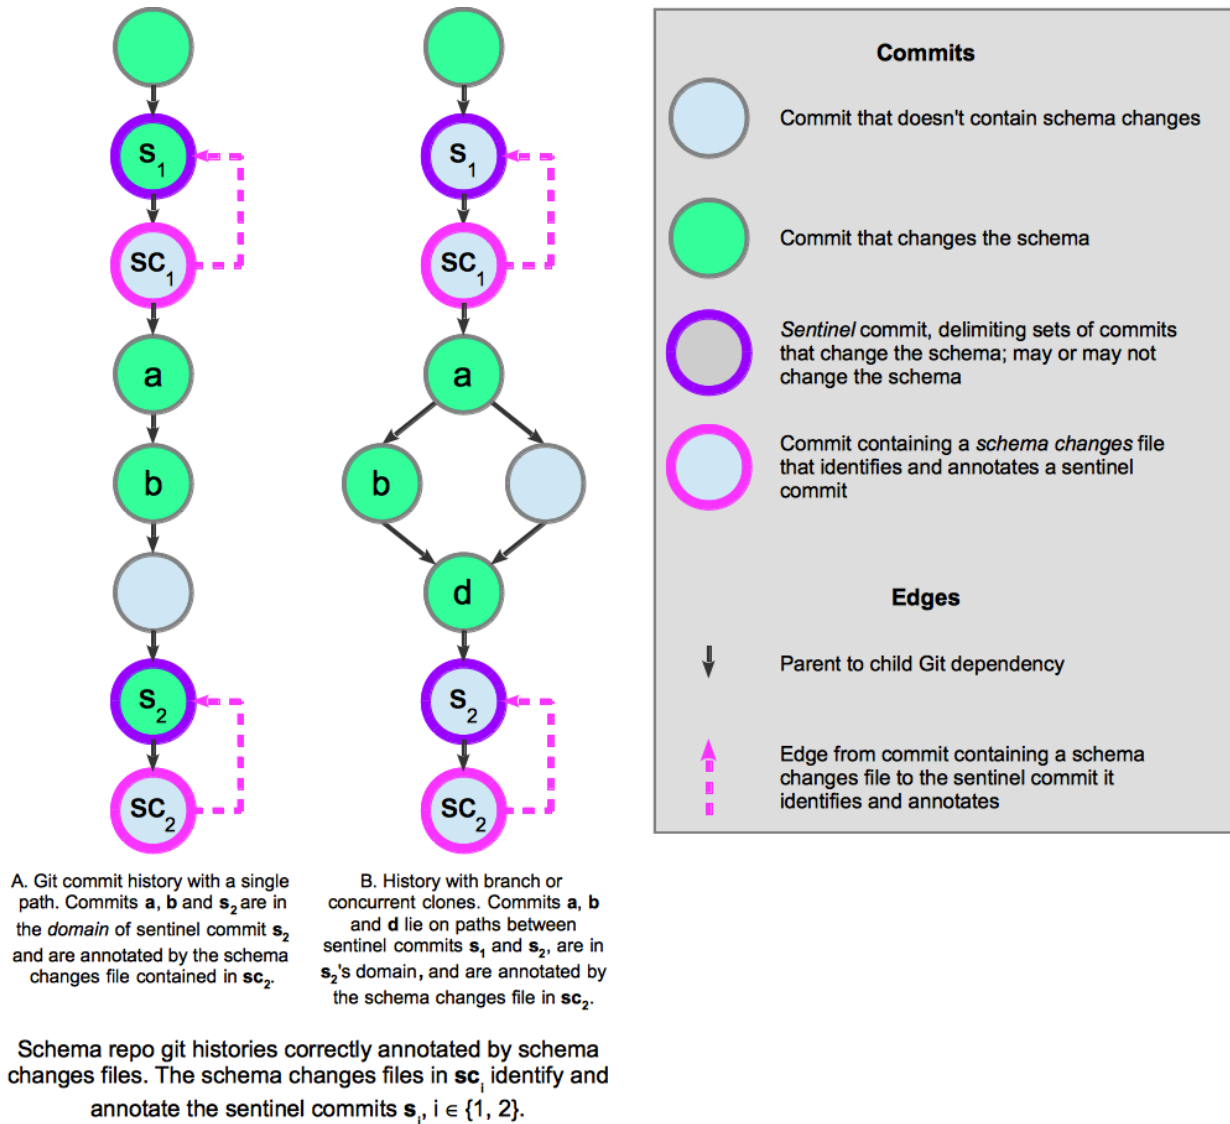 S1
SC1
a
b
S2
SC2
A. Git commit history with a single
path. Commits a, b and s2 are in
the domain of sentinel commit s2
and are annotated by the schema
changes file contained in sc2.
S1
SC1
a
b
d
S2
SC2
B. History with branch or
concurrent clones. Commits a, b
and d lie on paths between
sentinel commits s1 and s2, are in
s2's domain, and are annotated by
the schema changes file in sc2.
Schema repo git histories correctly annotated by schema
changes files. The schema changes files in sci identify and
annotate the sentinel commits si, i ∈ {1, 2}.
Commits
Commit that doesn't contain schema changes
Commit that changes the schema
Sentinel commit, delimiting sets of commits
that change the schema; may or may not
change the schema
Commit containing a schema changes file
that identifies and annotates a sentinel
commit
Edges
Parent to child Git dependency
Edge from commit containing a schema
changes file to the sentinel commit it
identifies and annotates